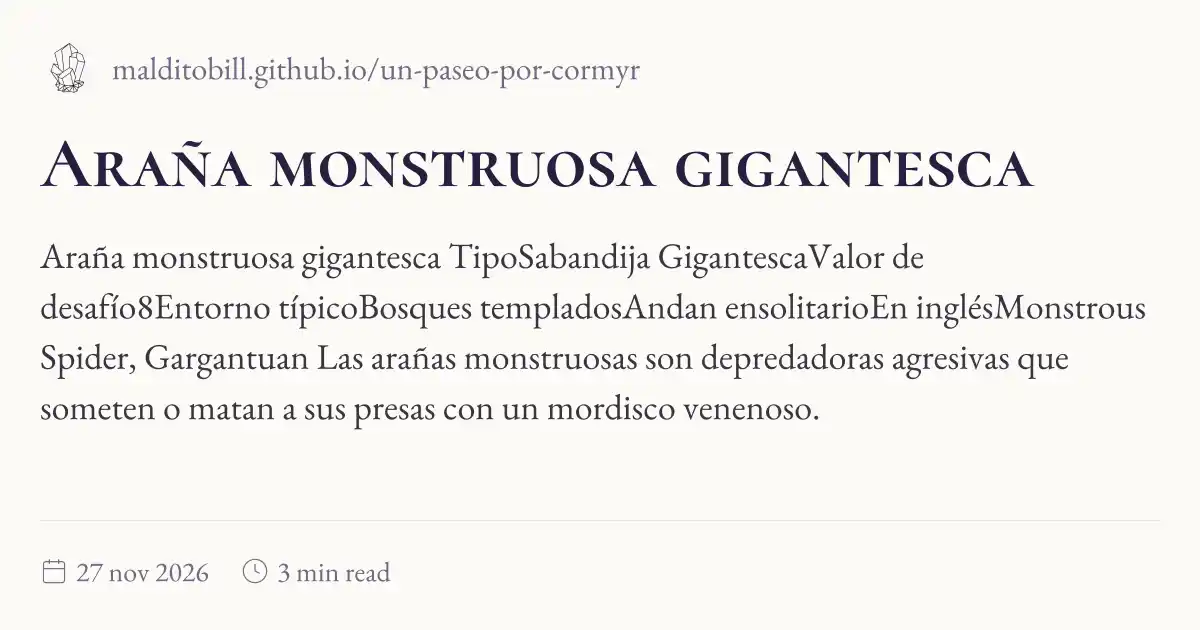 malditobill.github.io/un-paseo-por-cormyr
Araña monstruosa gigantesca
Araña monstruosa gigantesca TipoSabandija GigantescaValor de
desafío8Entorno típicoBosques templadosAndan ensolitarioEn inglésMonstrous
Spider, Gargantuan Las arañas monstruosas son depredadoras agresivas que
someten o matan a sus presas con un mordisco venenoso.
27 nov 2026 3 min read